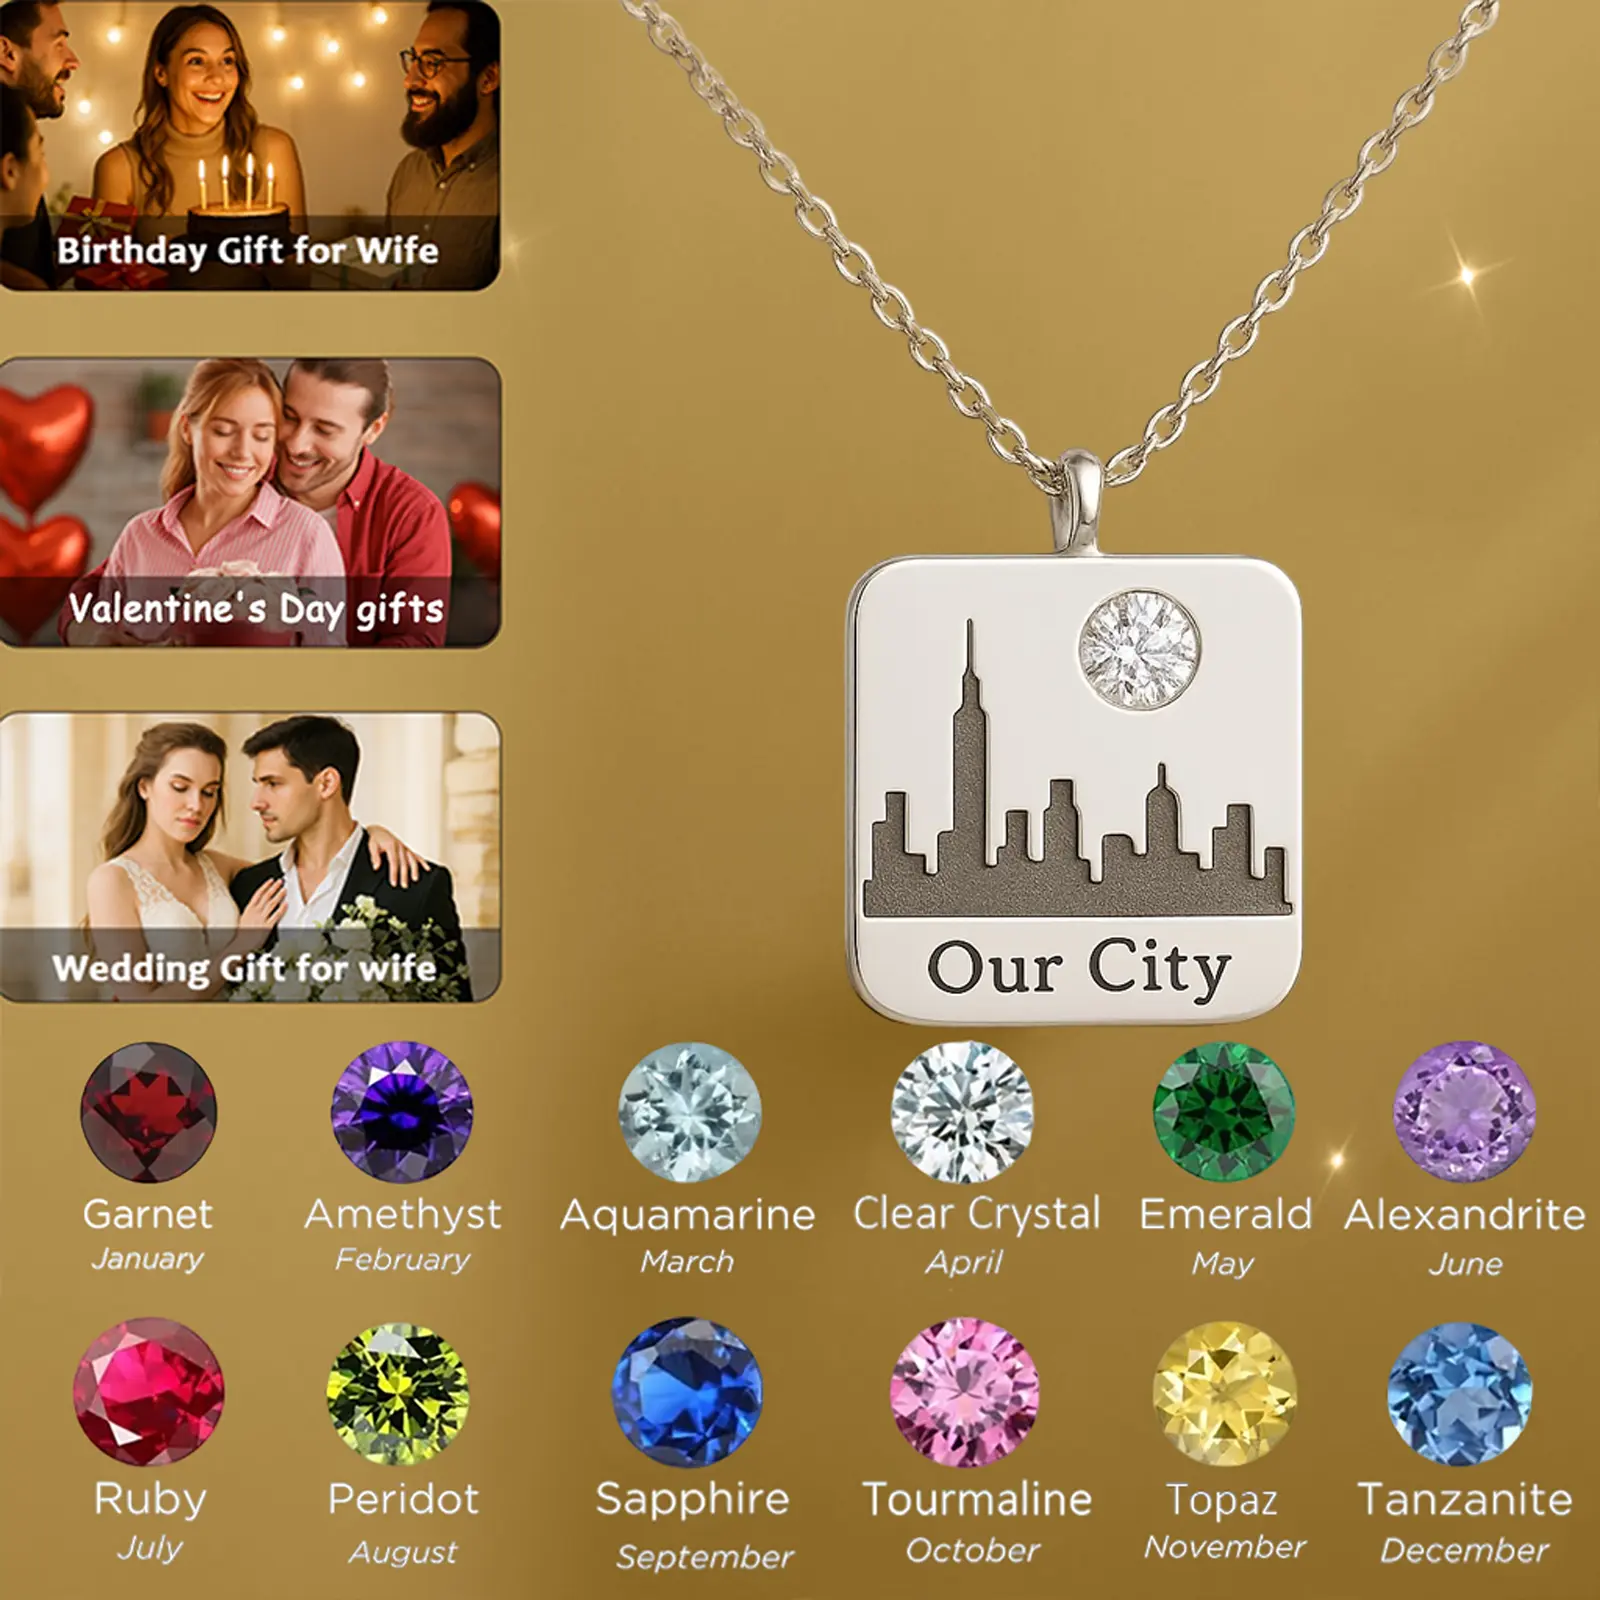 Birthday Gift for Wife
Valentine's Day gifts
Wedding Gift for wife
Our City
Garnet
January
Amethyst
February
Aquamarine
March
Clear Crystal
April
Emerald
May
Alexandrite
June
Ruby
July
Peridot
August
Sapphire
September
Tourmaline
October
Topaz
November
Tanzanite
December